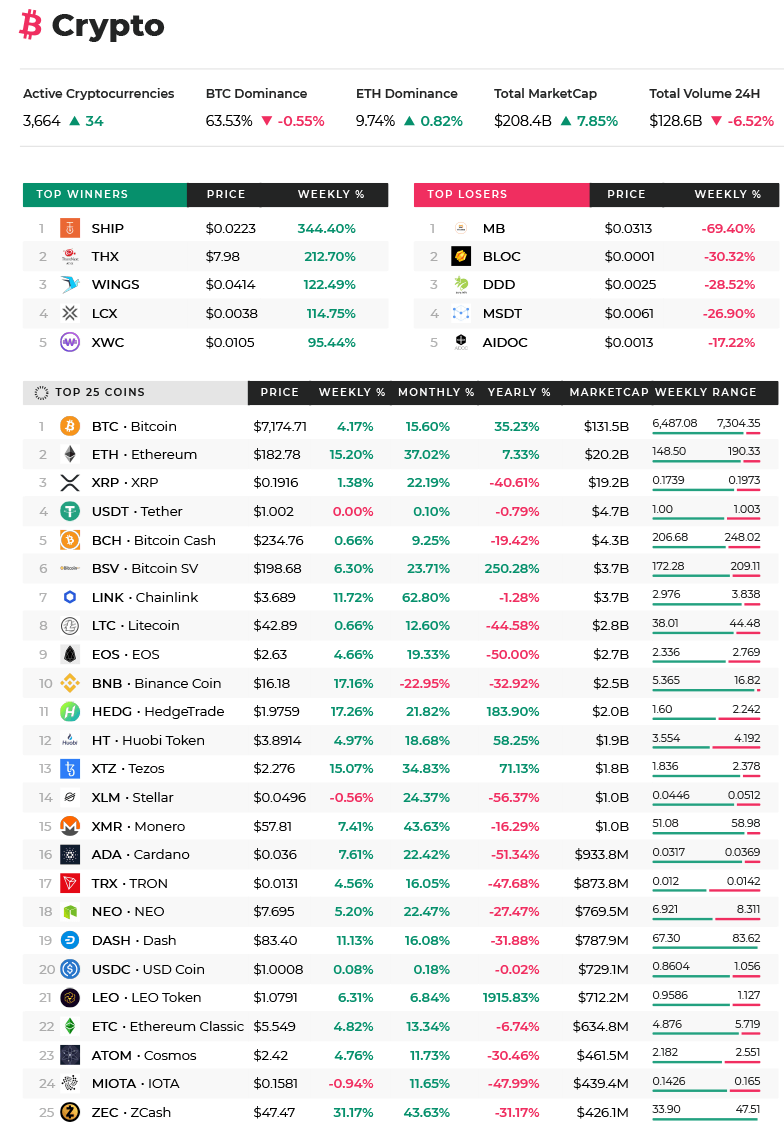 Crypto
Active Cryptocurrencies BTC Dominance ETH Dominance Total MarketCap Total Volume 24H
3,664 ▲ 34 63.53% ▼ -0.55% 9.74% ▲ 0.82% $208.4B ▲ 7.85% $128.6B ▼ -6.52%
TOP WINNERS PRICE WEEKLY %
1 SHIP $0.0223 344.40%
2 THX $7.98 212.70%
3 WINGS $0.0414 122.49%
4 LCX $0.0038 114.75%
5 XWC $0.0105 95.44%
TOP LOSERS PRICE WEEKLY %
1 MB $0.0313 -69.40%
2 BLOC $0.0001 -30.32%
3 DDD $0.0025 -28.52%
4 MSDT $0.0061 -26.90%
5 AIDOC $0.0013 -17.22%
TOP 25 COINS PRICE WEEKLY % MONTHLY % YEARLY % MARKETCAP WEEKLY RANGE
1 BTC · Bitcoin $7,174.71 4.17% 15.60% 35.23% $131.5B 6,487.08 7,304.35
2 ETH · Ethereum $182.78 15.20% 37.02% 7.33% $20.2B 148.50 190.33
3 XRP · XRP $0.1916 1.38% 22.19% -40.61% $19.2B 0.1739 0.1973
4 USDT · Tether $1.002 0.00% 0.10% -0.79% $4.7B 1.00 1.003
5 BCH · Bitcoin Cash $234.76 0.66% 9.25% -19.42% $4.3B 206.68 248.02
6 BSV · Bitcoin SV $198.68 6.30% 23.71% 250.28% $3.7B 172.28 209.11
7 LINK · Chainlink $3.689 11.72% 62.80% -1.28% $3.7B 2.976 3.838
8 LTC · Litecoin $42.89 0.66% 12.60% -44.58% $2.8B 38.01 44.48
9 EOS · EOS $2.63 4.66% 19.33% -50.00% $2.7B 2.336 2.769
10 BNB · Binance Coin $16.18 17.16% -22.95% -32.92% $2.5B 5.365 16.82
11 HEDG · HedgeTrade $1.9759 17.26% 21.82% 183.90% $2.0B 1.60 2.242
12 HT · Huobi Token $3.8914 4.97% 18.68% 58.25% $1.9B 3.554 4.192
13 XTZ · Tezos $2.276 15.07% 34.83% 71.13% $1.8B 1.836 2.378
14 XLM · Stellar $0.0496 -0.56% 24.37% -56.37% $1.0B 0.0446 0.0512
15 XMR · Monero $57.81 7.41% 43.63% -16.29% $1.0B 51.08 58.98
16 ADA · Cardano $0.036 7.61% 22.42% -51.34% $933.8M 0.0317 0.0369
17 TRX · TRON $0.0131 4.56% 16.05% -47.68% $873.8M 0.012 0.0142
18 NEO · NEO $7.695 5.20% 22.47% -27.47% $769.5M 6.921 8.311
19 DASH · Dash $83.40 11.13% 16.08% -31.88% $787.9M 67.30 83.62
20 USDC · USD Coin $1.0008 0.08% 0.18% -0.02% $729.1M 0.8604 1.056
21 LEO · LEO Token $1.0791 6.31% 6.84% 1915.83% $712.2M 0.9586 1.127
22 ETC · Ethereum Classic $5.549 4.82% 13.34% -6.74% $634.8M 4.876 5.719
23 ATOM · Cosmos $2.42 4.76% 11.73% -30.46% $461.5M 2.182 2.551
24 MIOTA · IOTA $0.1581 -0.94% 11.65% -47.99% $439.4M 0.1426 0.165
25 ZEC · ZCash $47.47 31.17% 43.63% -31.17% $426.1M 33.90 47.51